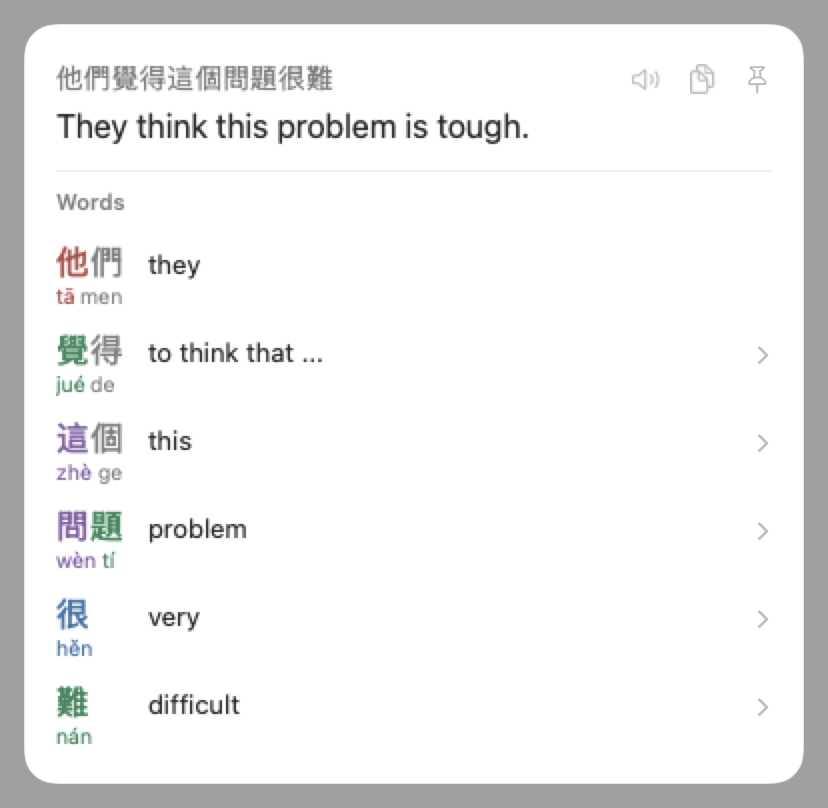 他們覺得這個問題很難
They think this problem is tough.
Words
他們 they
tā men
覺得 to think that ...
jué de
這個 this
zhè ge
問題 problem
wèn tí
很 very
hěn
難 difficult
nán